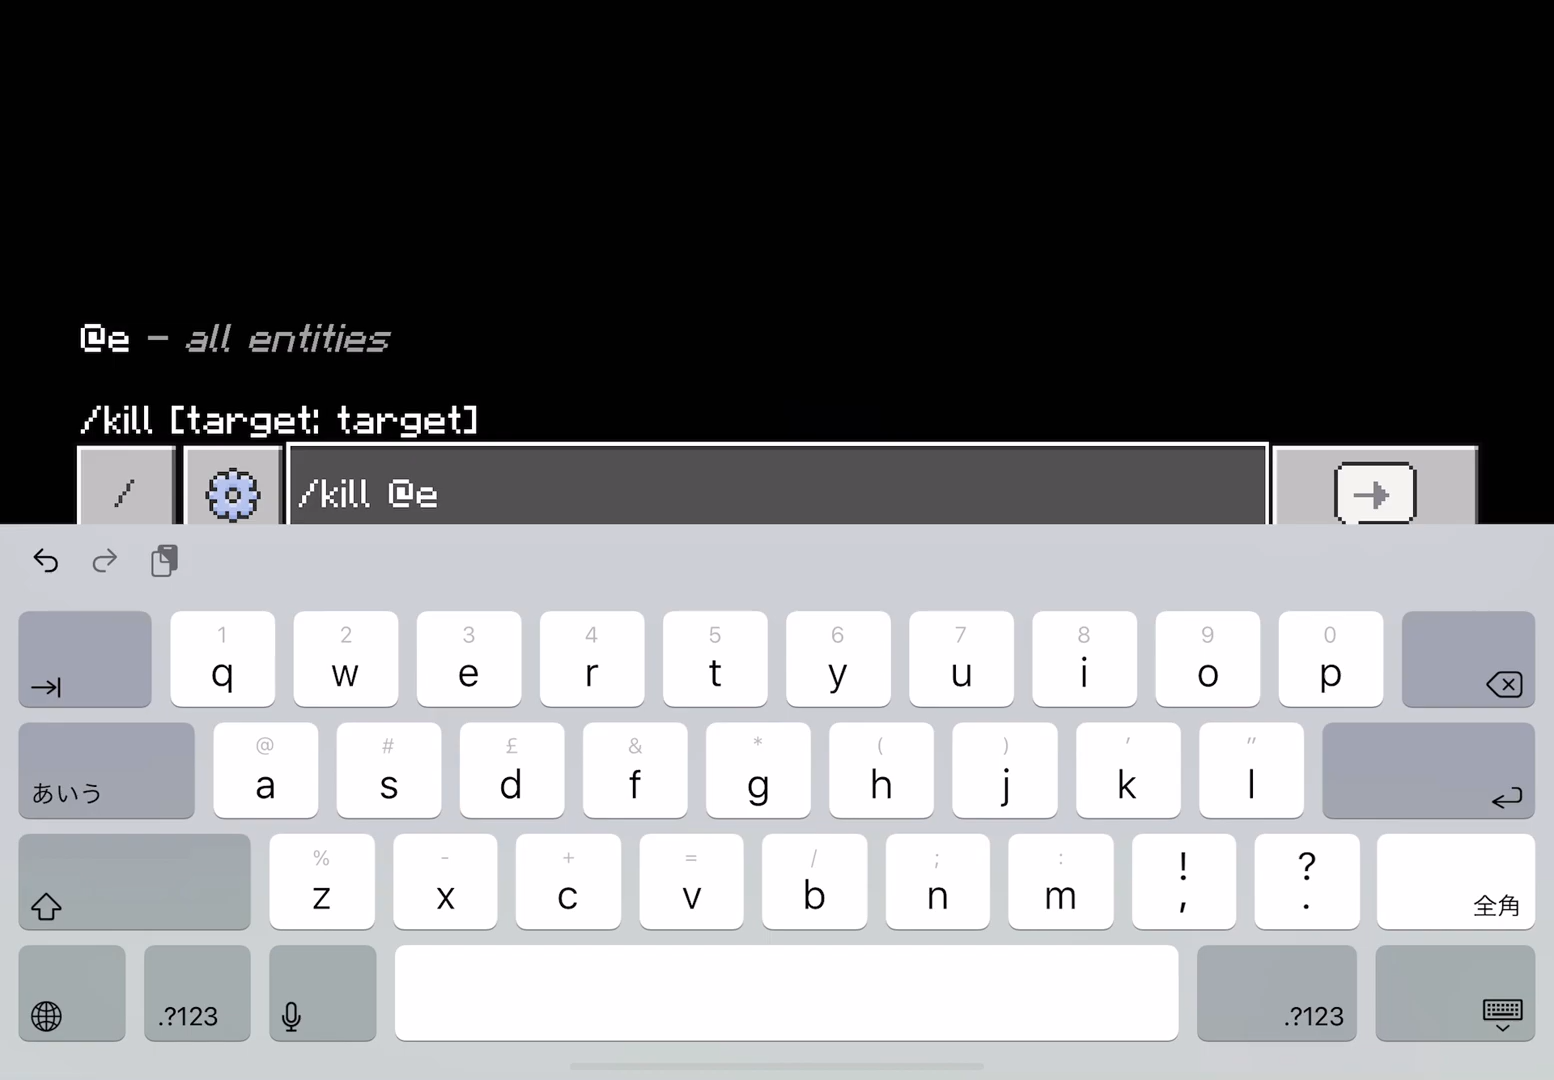 @e - all entities
/kill [target: target]
/
/kill @e
1 2 3 4 5 6 7 8 9 0
q w e r t y u i o p
@ # £ & * ( ) ' "
あいう a s d f g h j k l
% - + = / ; : ! ?
z x c v b n m , . 全角
.?123 .?123